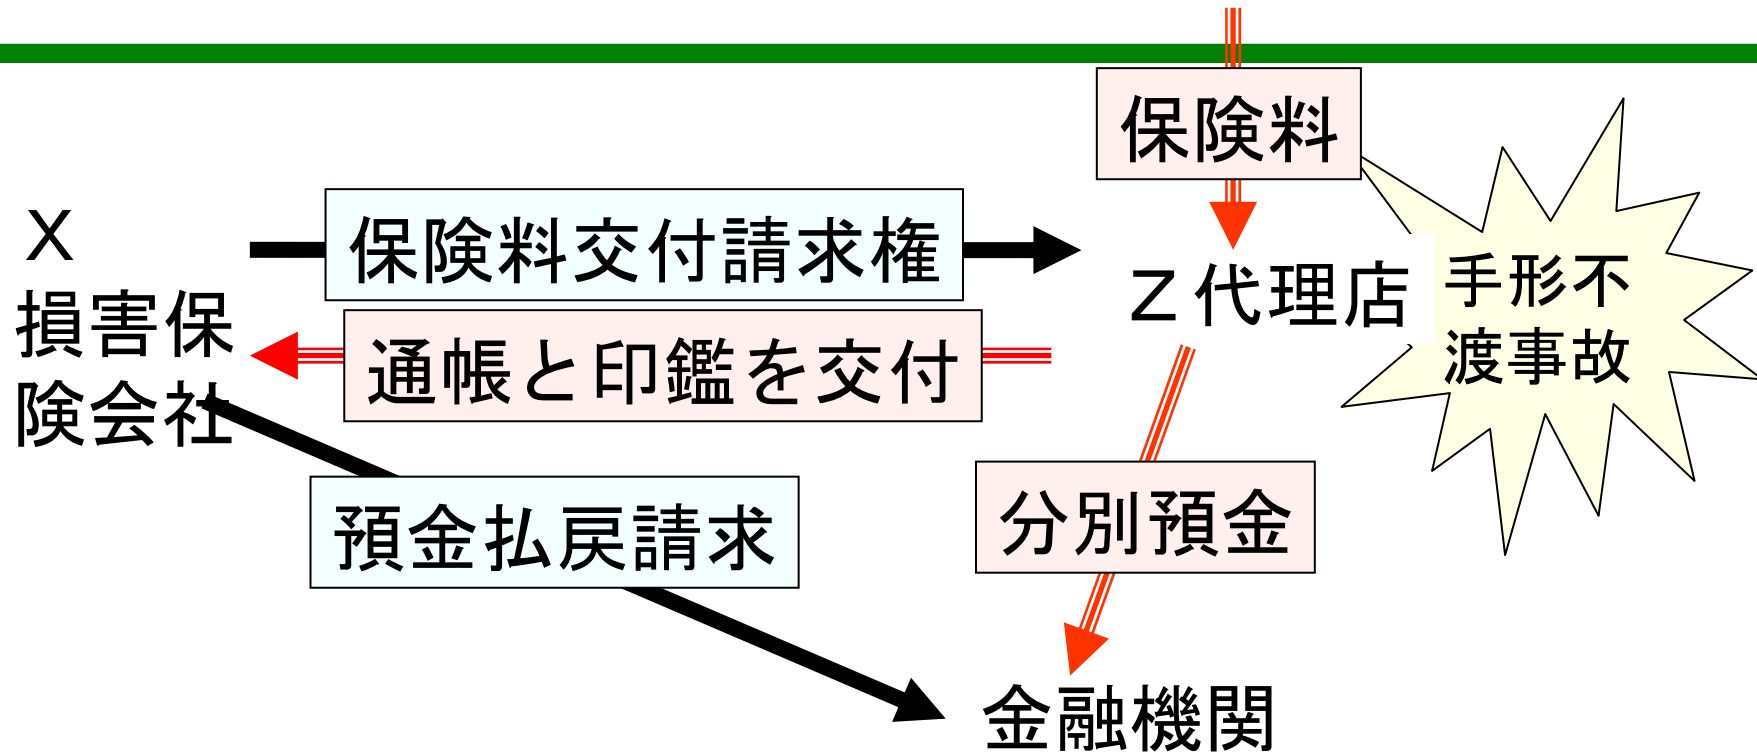 保険料
X
損害保
険会社
保険料交付請求権
Z代理店
手形不
渡事故
通帳と印鑑を交付
預金払戻請求
分別預金
金融機関